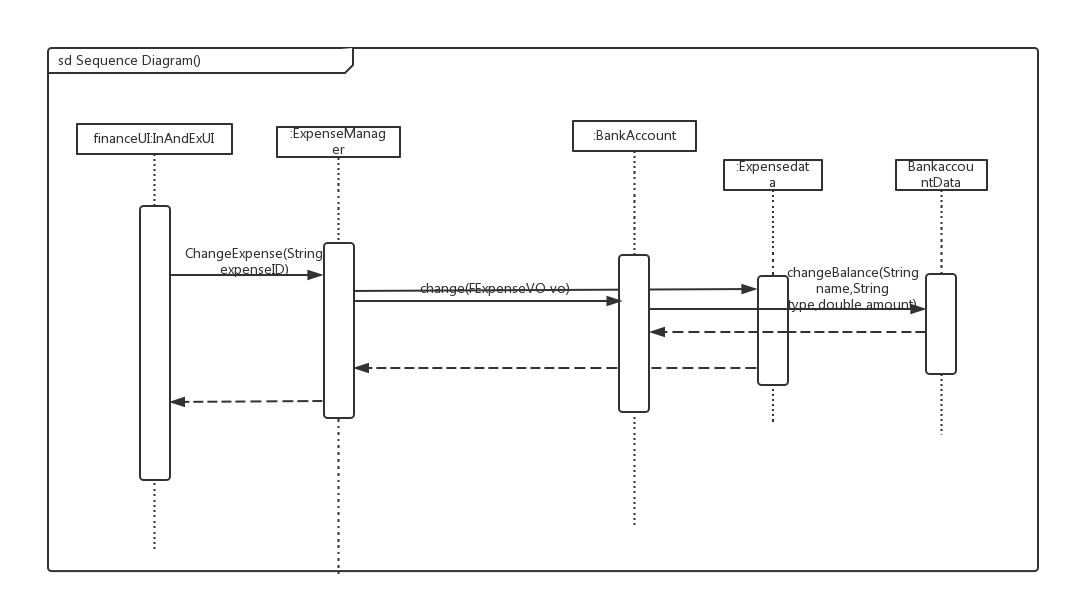 sd Sequence Diagram()
financeUI:InAndExUI
:ExpenseManag
er
:BankAccount
:Expensedat
a
Bankaccou
ntData
ChangeExpense(String
expenseID)
change(FExpenseVO vo)
changeBalance(String
name,String
type,double amount)